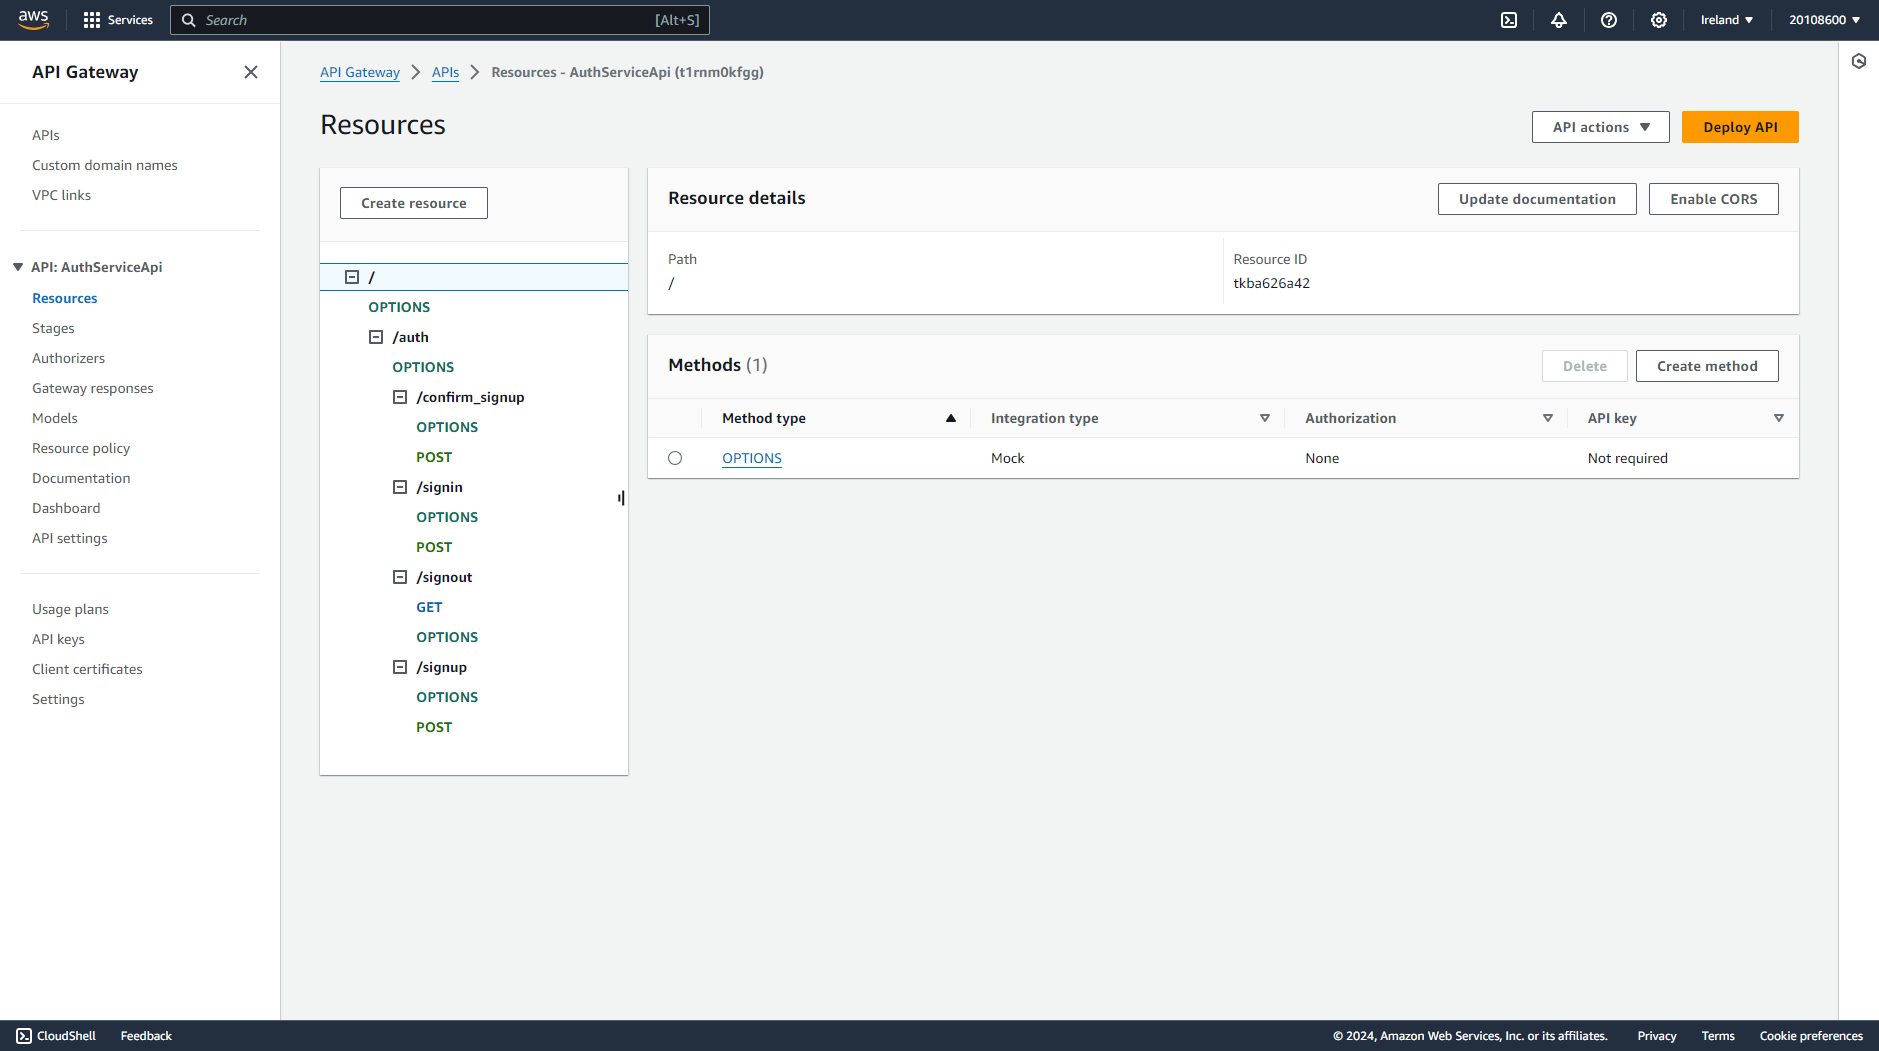 aws
Services
Search
[Alt+S]
Ireland
20108600
API Gateway
APIs
Custom domain names
VPC links
API: AuthServiceApi
Resources
Stages
Authorizers
Gateway responses
Models
Resource policy
Documentation
Dashboard
API settings
Usage plans
API keys
Client certificates
Settings
API Gateway
APIs
Resources - AuthServiceApi (t1rnm0kfgg)
Resources
API actions
Deploy API
Create resource
/
OPTIONS
/auth
OPTIONS
/confirm_signup
OPTIONS
POST
/signin
OPTIONS
POST
/signout
GET
OPTIONS
/signup
OPTIONS
POST
Resource details
Update documentation
Enable CORS
Path
/
Resource ID
tkba626a42
Methods (1)
Delete
Create method
Method type
Integration type
Authorization
API key
OPTIONS
Mock
None
Not required
CloudShell
Feedback
© 2024, Amazon Web Services, Inc. or its affiliates.
Privacy
Terms
Cookie preferences